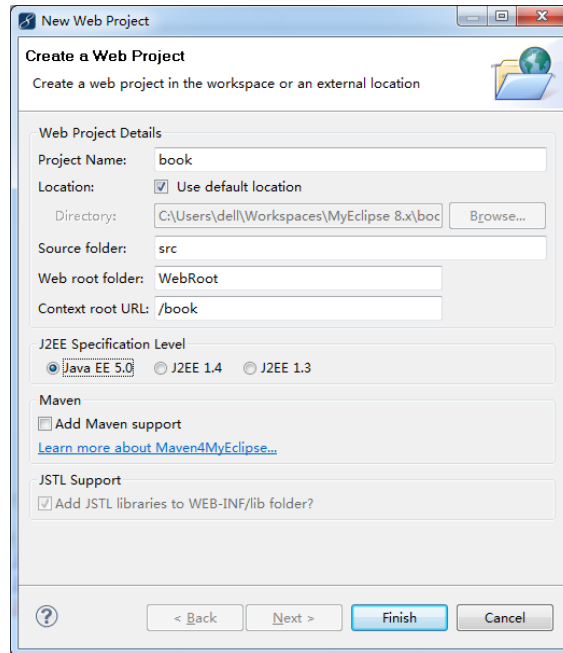 New Web Project
Create a Web Project
Create a web project in the workspace or an external location
Web Project Details
Project Name: book
Location: Use default location
Directory: C:\Users\dell\Workspaces\MyEclipse 8.x\boc Browse...
Source folder: src
Web root folder: WebRoot
Context root URL: /book
J2EE Specification Level
Java EE 5.0 J2EE 1.4 J2EE 1.3
Maven
Add Maven support
Learn more about Maven4MyEclipse...
JSTL Support
Add JSTL libraries to WEB-INF/lib folder?
? < Back Next > Finish Cancel